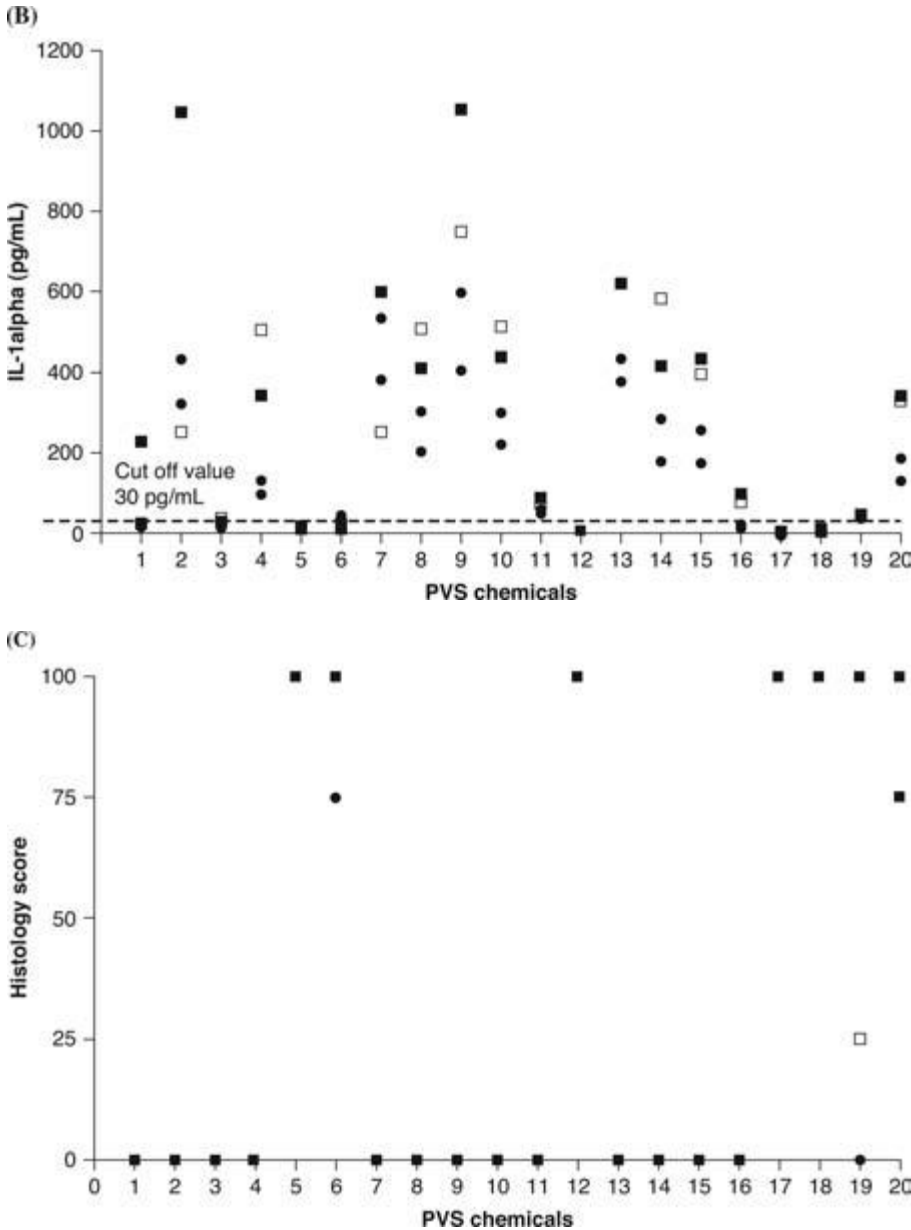 (B)
1200
1000
800
600
400
200
0
IL-1alpha (pg/mL)
Cut off value
30 pg/mL
1 2 3 4 5 6 7 8 9 10 11 12 13 14 15 16 17 18 19 20
PVS chemicals
(C)
100
75
50
25
0
Histology score
0 1 2 3 4 5 6 7 8 9 10 11 12 13 14 15 16 17 18 19 20
PVS chemicals